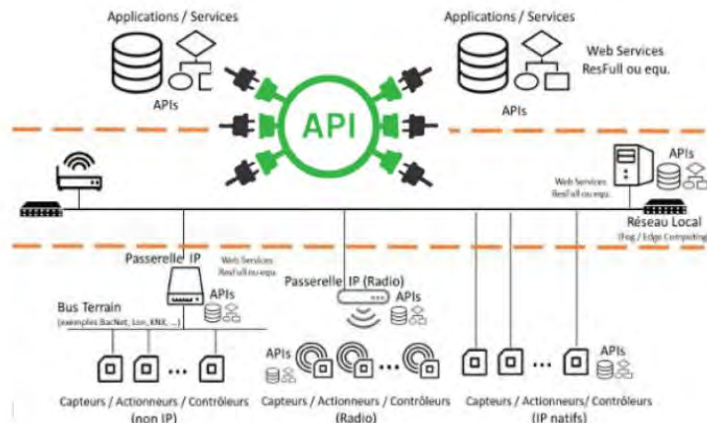 Applications / Services
Applications / Services
Web Services
ResFull ou equ.
APIs
API
APIs
APIs
Web Services
ResFull ou equ.
Réseau Local
(Fog / Edge Computing)
Passerelle IP
Web Services
ResFull ou equ.
APIs
Passerelle IP (Radio)
APIs
Bus Terrain
(exemples BacNet, Lon, KNX, ...)
APIs
APIs
Capteurs / Actionneurs / Contrôleurs
(non IP)
Capteurs / Actionneurs / Contrôleurs
(Radio)
Capteurs / Actionneurs/ Contrôleurs
(IP natifs)